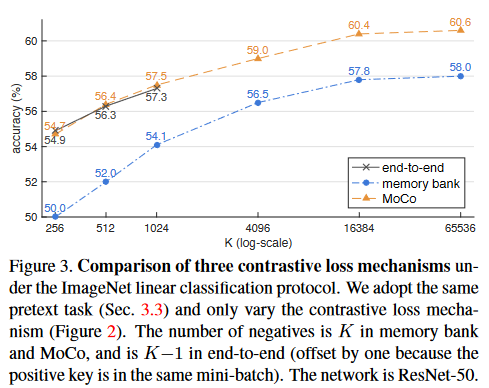 60.4
60.6
60
59.0
58
57.5
57.8
58.0
56.4
57.3
56.5
56
56.3
54.7
54.9
54.1
54
52.0
52
50.0
50
accuracy (%)
end-to-end
memory bank
MoCo
256 512 1024 4096 16384 65536
K (log-scale)
Figure 3. Comparison of three contrastive loss mechanisms un-
der the ImageNet linear classification protocol. We adopt the same
pretext task (Sec. 3.3) and only vary the contrastive loss mecha-
nism (Figure 2). The number of negatives is K in memory bank
and MoCo, and is K−1 in end-to-end (offset by one because the
positive key is in the same mini-batch). The network is ResNet-50.